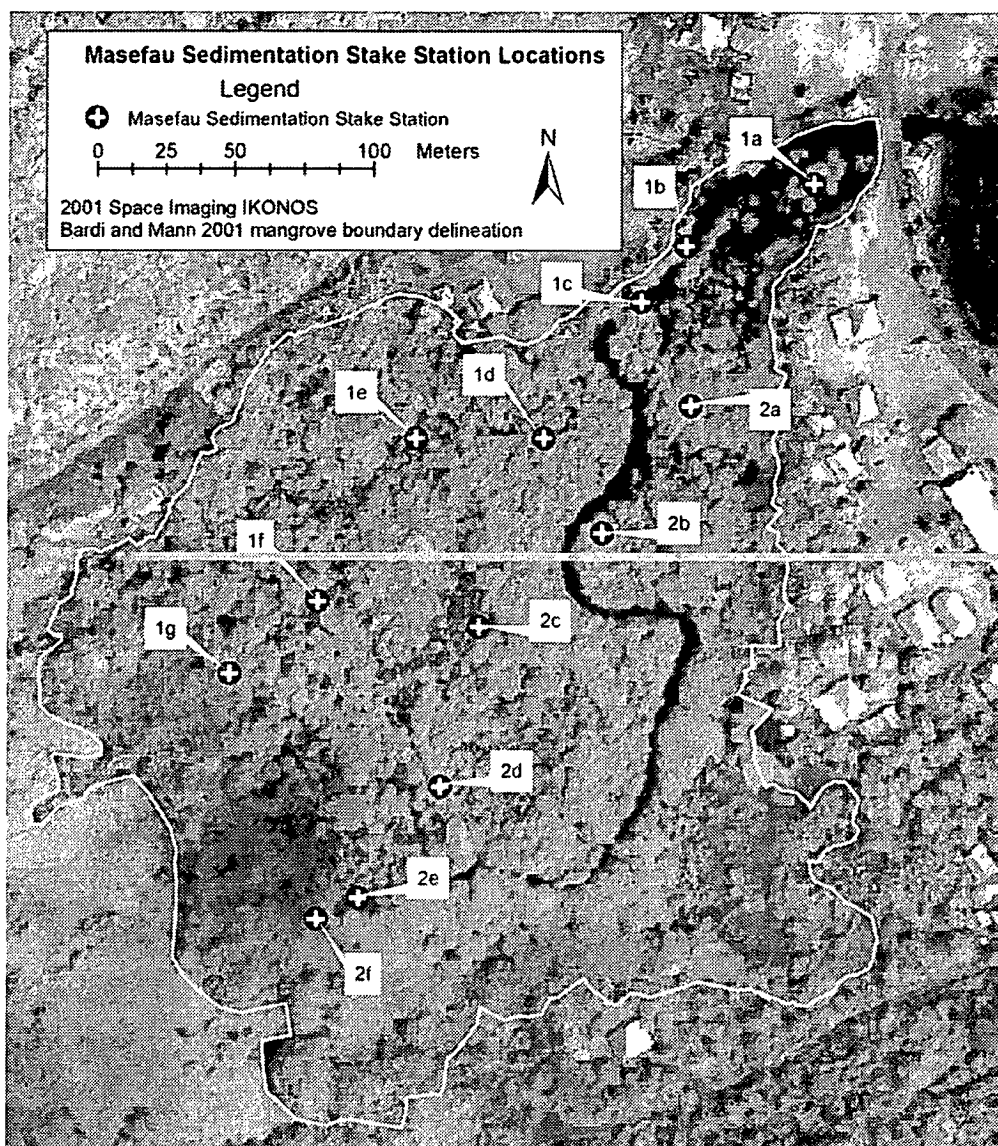 Masefau Sedimentation Stake Station Locations
Legend
Masefau Sedimentation Stake Station
0 25 50 100 Meters
N
2001 Space Imaging IKONOS
Bardi and Mann 2001 mangrove boundary delineation
1a
1b
1c
1d
1e
2a
2b
1f
2c
1g
2d
2e
2f